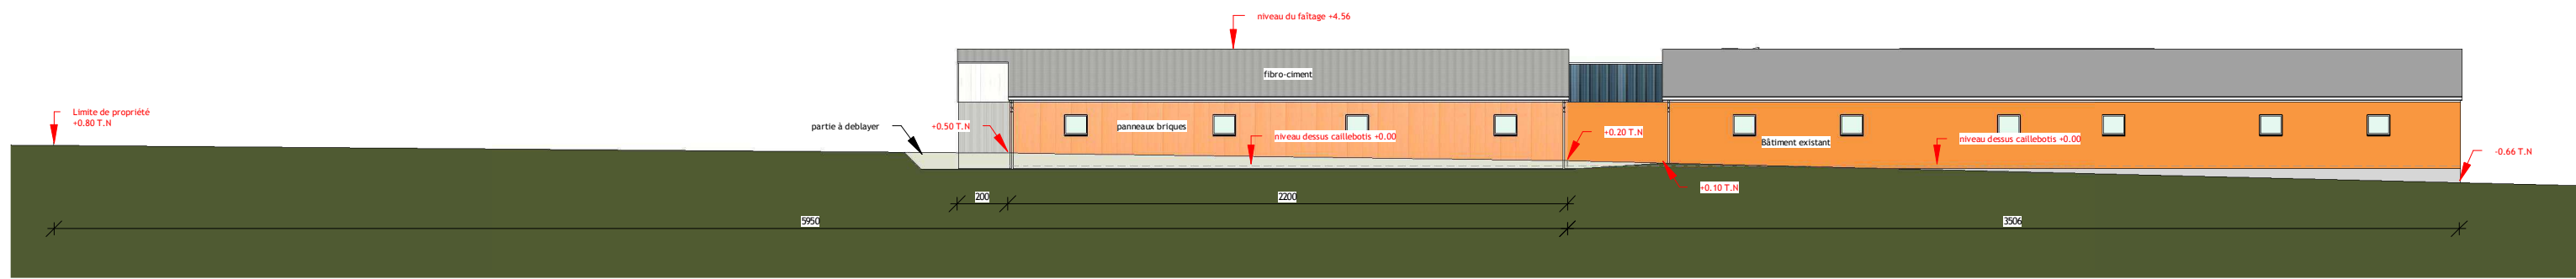 niveau du faîtage +4.56
fibro-ciment
Limite de propriété
+0.80 T.N
partie à deblayer
+0.50 T.N
panneaux briques
niveau dessus caillebotis +0.00
+0.20 T.N
Bâtiment existant
niveau dessus caillebotis +0.00
-0.66 T.N
+0.10 T.N
200
2200
5950
3506